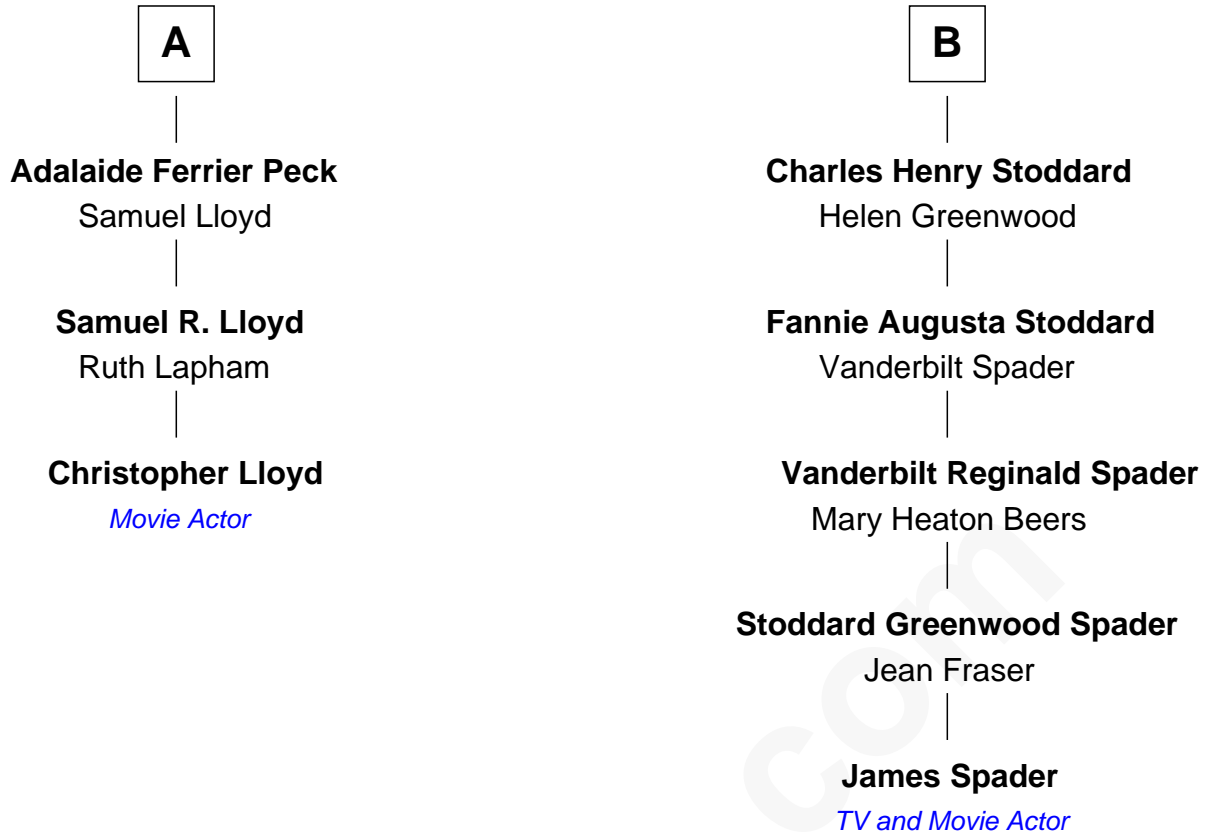 A
Adalaide Ferrier Peck
Samuel Lloyd
Samuel R. Lloyd
Ruth Lapham
Christopher Lloyd
Movie Actor
B
Charles Henry Stoddard
Helen Greenwood
Fannie Augusta Stoddard
Vanderbilt Spader
Vanderbilt Reginald Spader
Mary Heaton Beers
Stoddard Greenwood Spader
Jean Fraser
James Spader
TV and Movie Actor
com